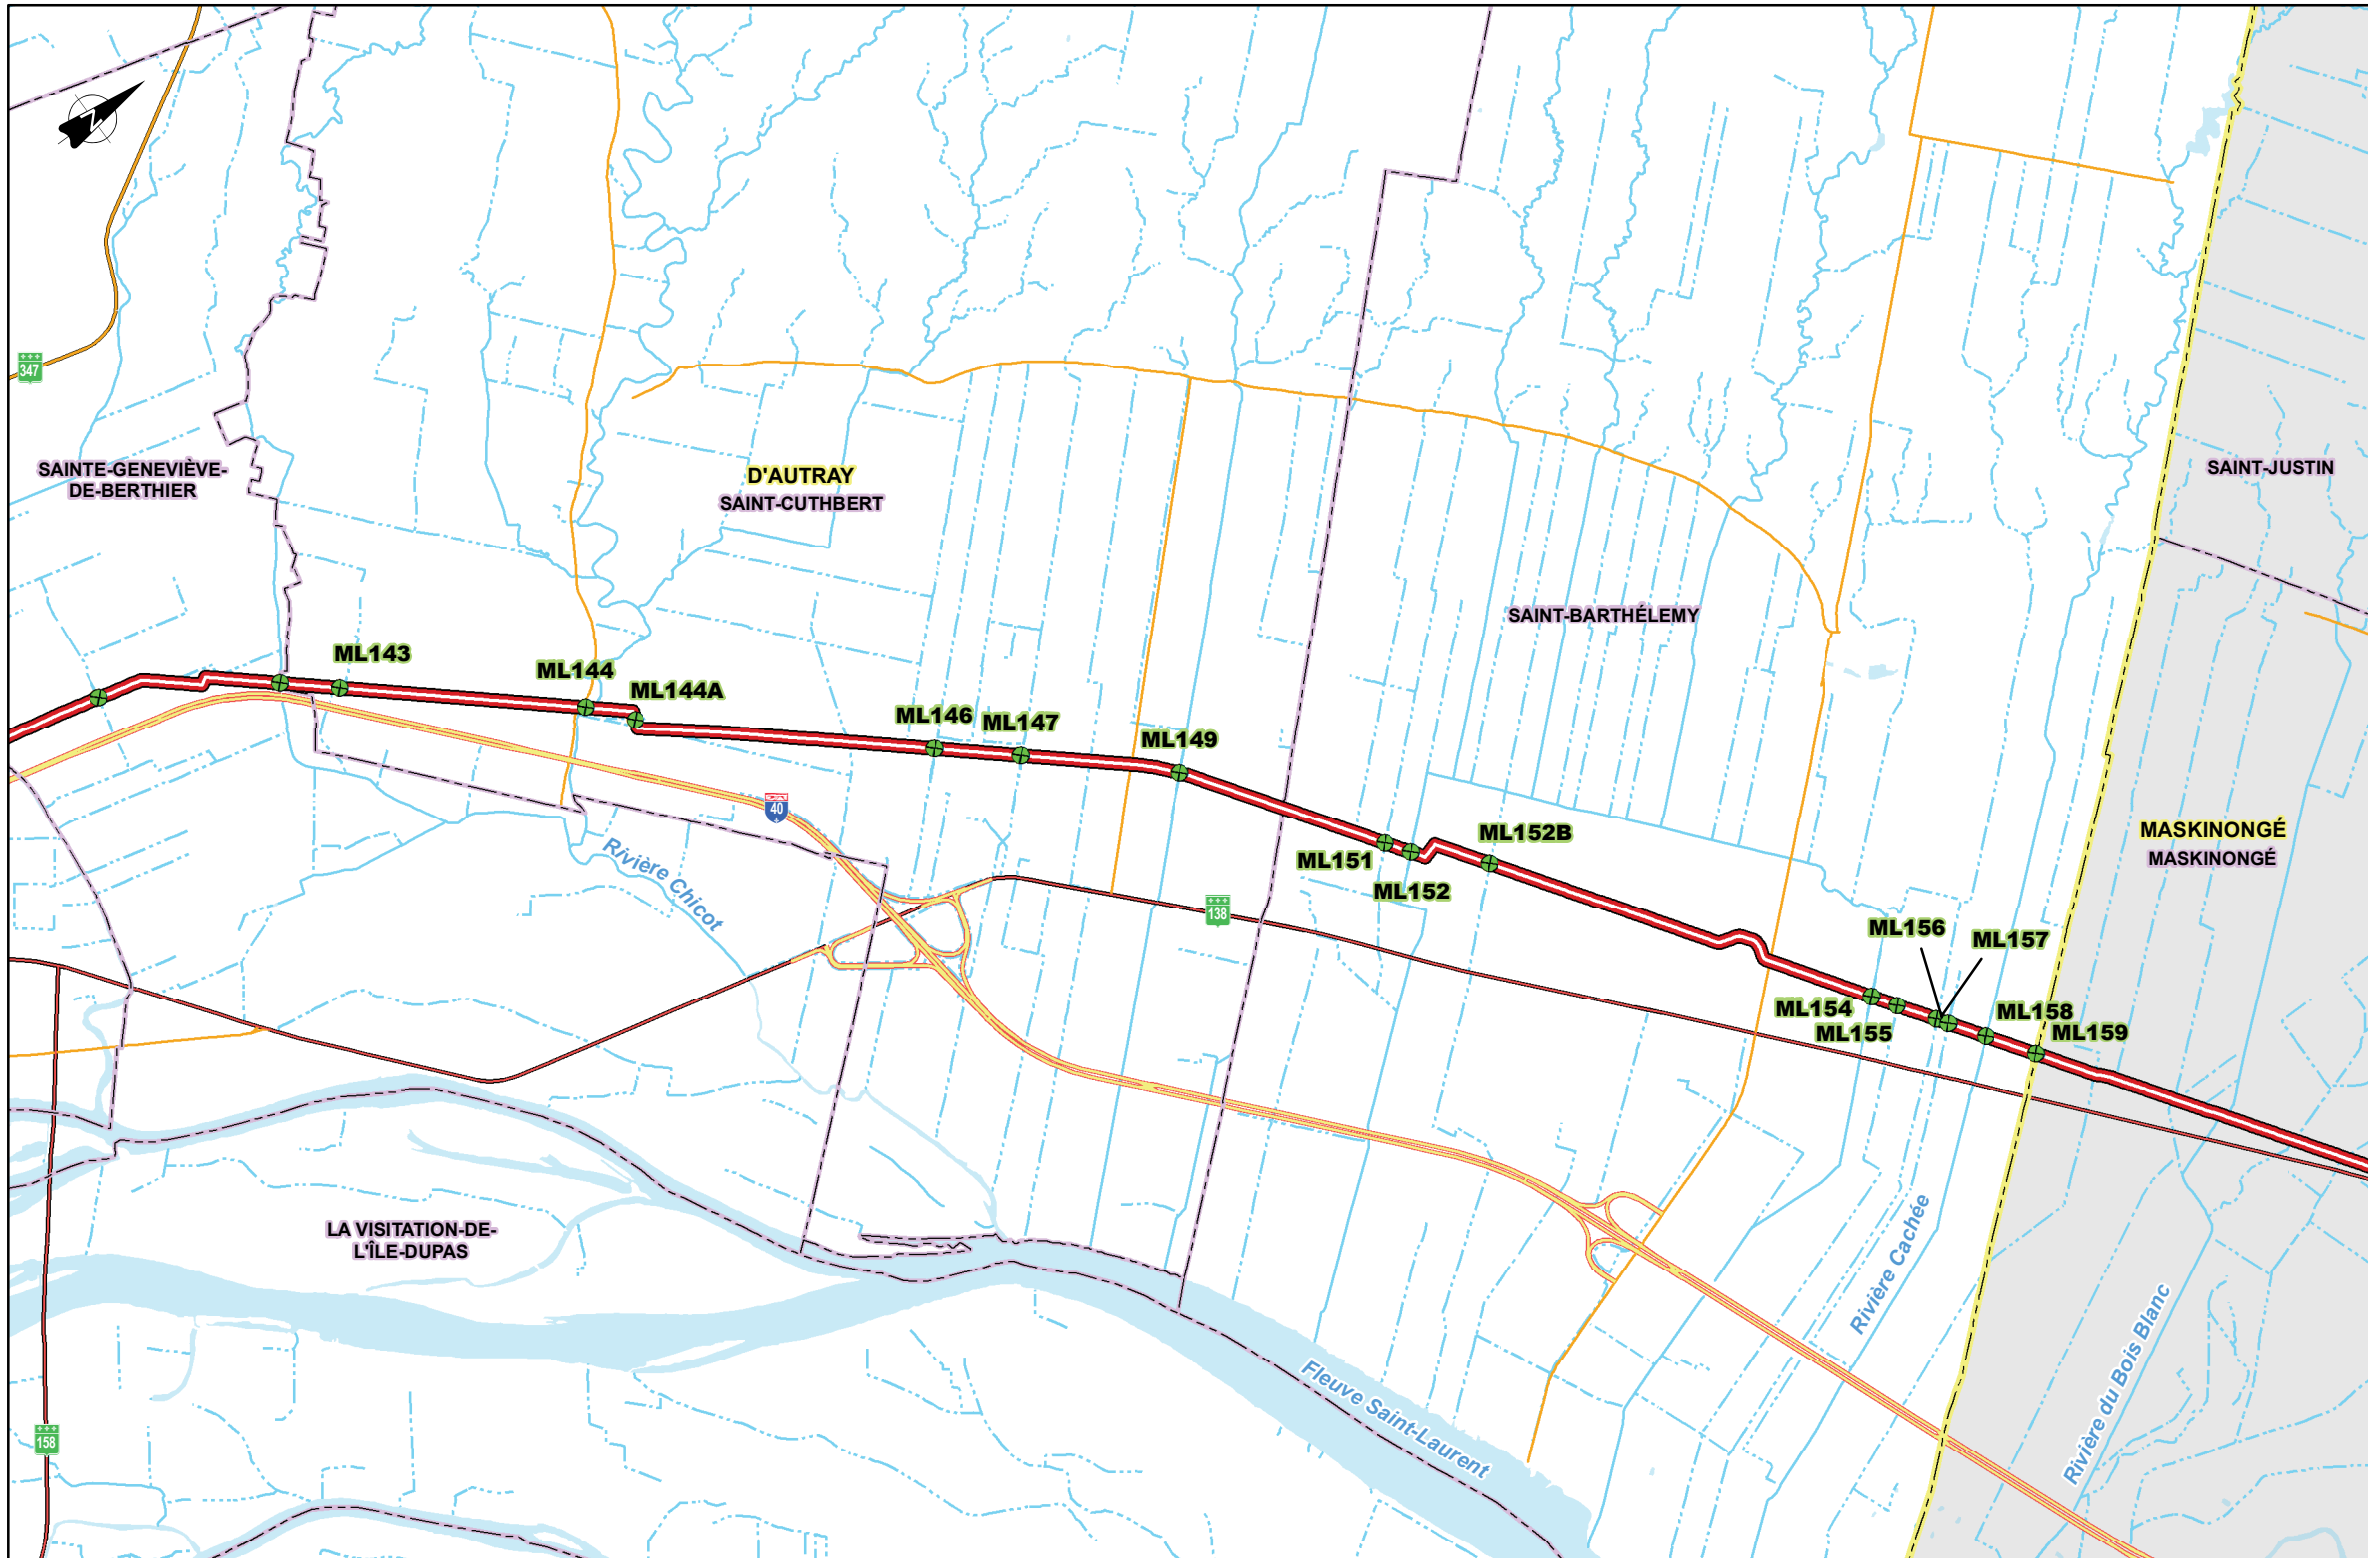 N
347
SAINTE-GENEVIÈVE-
DE-BERTHIER
D'AUTRAY
SAINT-CUTHBERT
SAINT-JUSTIN
SAINT-BARTHÉLEMY
ML143
ML144
ML144A
ML146
ML147
ML149
40
Rivière Chicot
138
ML151
ML152
ML152B
MASKINONGÉ
MASKINONGÉ
ML156
ML157
ML154
ML155
ML158
ML159
LA VISITATION-DE-
L'ÎLE-DUPAS
Rivière Cachée
Rivière du Bois Blanc
Fleuve Saint-Laurent
158